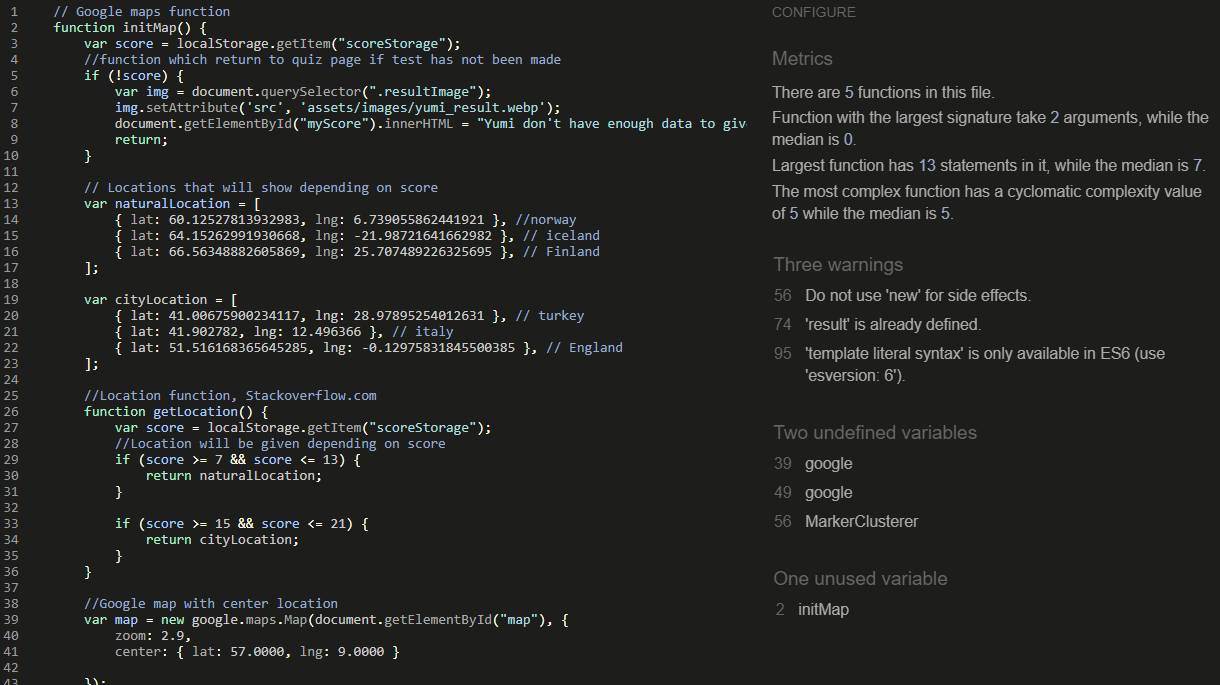 1 // Google maps function
2 function initMap() {
3 var score = localStorage.getItem("scoreStorage");
4 //function which return to quiz page if test has not been made
5 if (!score) {
6 var img = document.querySelector(".resultImage");
7 img.setAttribute('src', 'assets/images/yumi_result.webp');
8 document.getElementById("myScore").innerHTML = "Yumi don't have enough data to giv
9 return;
10 }
11
12 // Locations that will show depending on score
13 var naturalLocation = [
14 { lat: 60.12527813932983, lng: 6.739055862441921 }, //norway
15 { lat: 64.15262991930668, lng: -21.98721641662982 }, // iceland
16 { lat: 66.56348882605869, lng: 25.707489226325695 }, // Finland
17 ];
18
19 var cityLocation = [
20 { lat: 41.00675900234117, lng: 28.97895254012631 }, // turkey
21 { lat: 41.902782, lng: 12.496366 }, // italy
22 { lat: 51.516168365645285, lng: -0.12975831845500385 }, // England
23 ];
24
25 //Location function, Stackoverflow.com
26 function getLocation() {
27 var score = localStorage.getItem("scoreStorage");
28 //Location will be given depending on score
29 if (score >= 7 && score <= 13) {
30 return naturalLocation;
31 }
32
33 if (score >= 15 && score <= 21) {
34 return cityLocation;
35 }
36 }
37
38 //Google map with center location
39 var map = new google.maps.Map(document.getElementById("map"), {
40 zoom: 2.9,
41 center: { lat: 57.0000, lng: 9.0000 }
42
43 });
CONFIGURE
Metrics
There are 5 functions in this file.
Function with the largest signature take 2 arguments, while the
median is 0.
Largest function has 13 statements in it, while the median is 7.
The most complex function has a cyclomatic complexity value
of 5 while the median is 5.
Three warnings
56 Do not use 'new' for side effects.
74 'result' is already defined.
95 'template literal syntax' is only available in ES6 (use
'esversion: 6').
Two undefined variables
39 google
49 google
56 MarkerClusterer
One unused variable
2 initMap